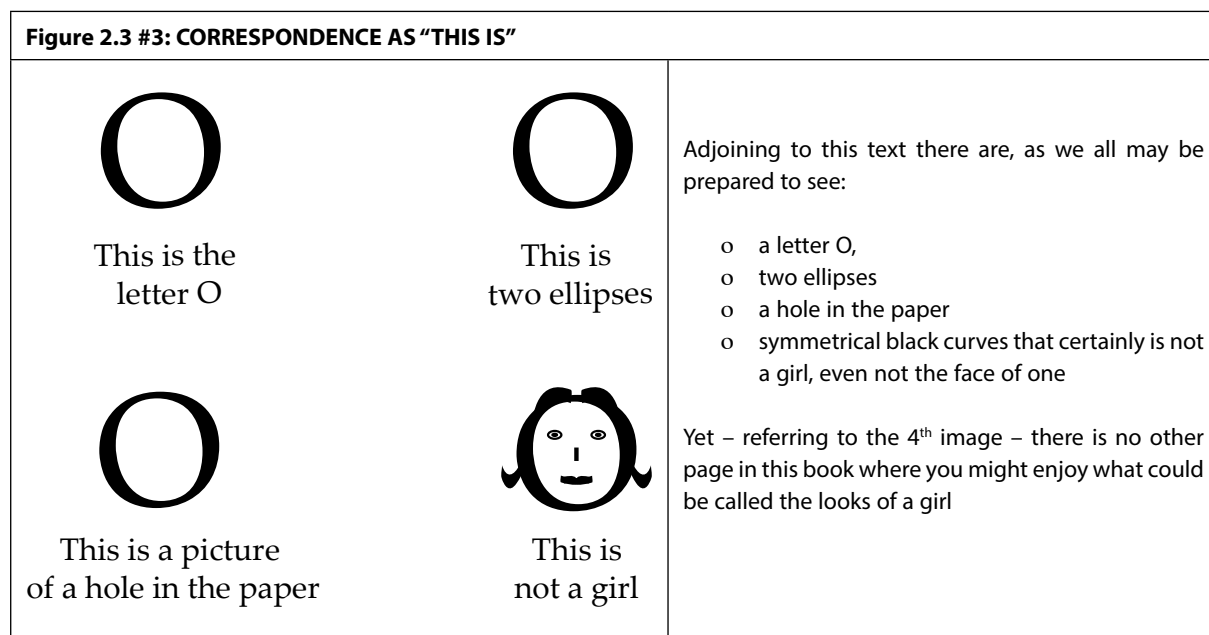 Figure 2.3 #3: CORRESPONDENCE AS “THIS IS”
O
This is the
letter O
O
This is
two ellipses
O
This is a picture
of a hole in the paper
This is
not a girl
Adjoining to this text there are, as we all may be
prepared to see:
o a letter O,
o two ellipses
o a hole in the paper
o symmetrical black curves that certainly is not
a girl, even not the face of one
Yet – referring to the 4th image – there is no other
page in this book where you might enjoy what could
be called the looks of a girl